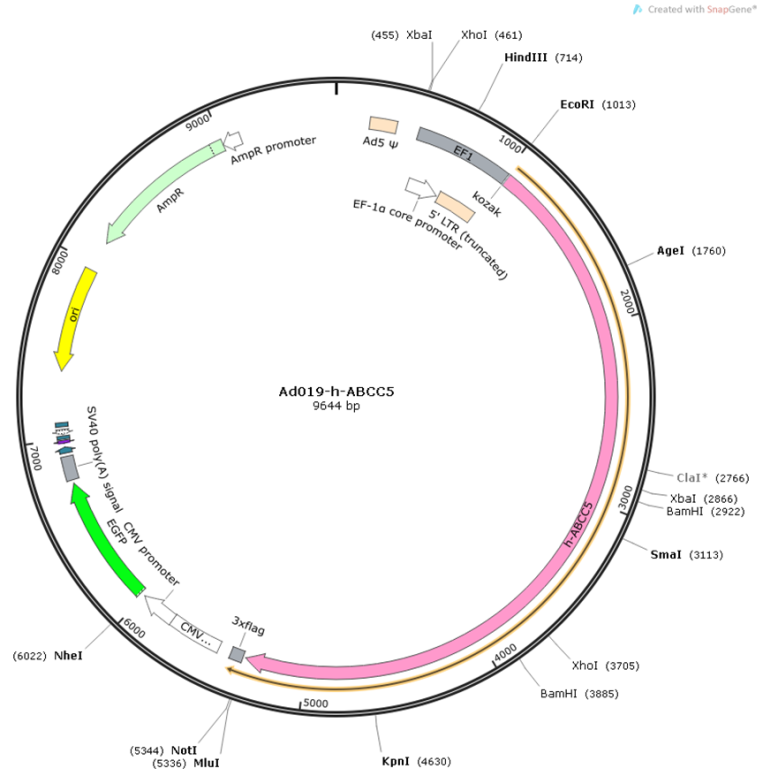 Created with SnapGene®
(455) XbaI
XhoI (461)
HindIII (714)
EcoRI (1013)
9000
1000
AmpR promoter
Ad5 Ψ
EF1
AmpR
kozak
EF-1α core promoter
5' LTR (truncated)
8000
AgeI (1760)
2000
ori
Ad019-h-ABCC5
9644 bp
7000
SV40 poly(A) signal
ClaI* (2766)
XbaI (2866)
BamHI (2922)
3000
h-ABCC5
EGFP
CMV promoter
SmaI (3113)
6000
CMV...
3xflag
(6022) NheI
4000
XhoI (3705)
BamHI (3885)
5000
(5344) NotI
(5336) MluI
KpnI (4630)